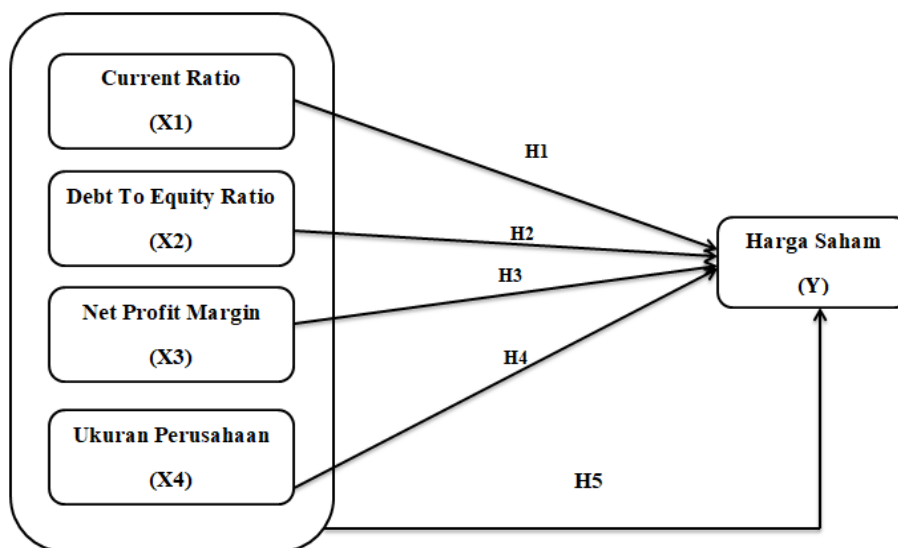 Current Ratio
(X1)
H1
Debt To Equity Ratio
(X2)
H2
Harga Saham
(Y)
H3
Net Profit Margin
(X3)
H4
Ukuran Perusahaan
(X4)
H5